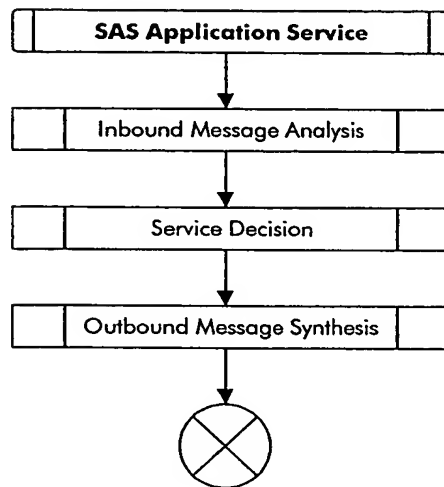 SAS Application Service
Inbound Message Analysis
Service Decision
Outbound Message Synthesis